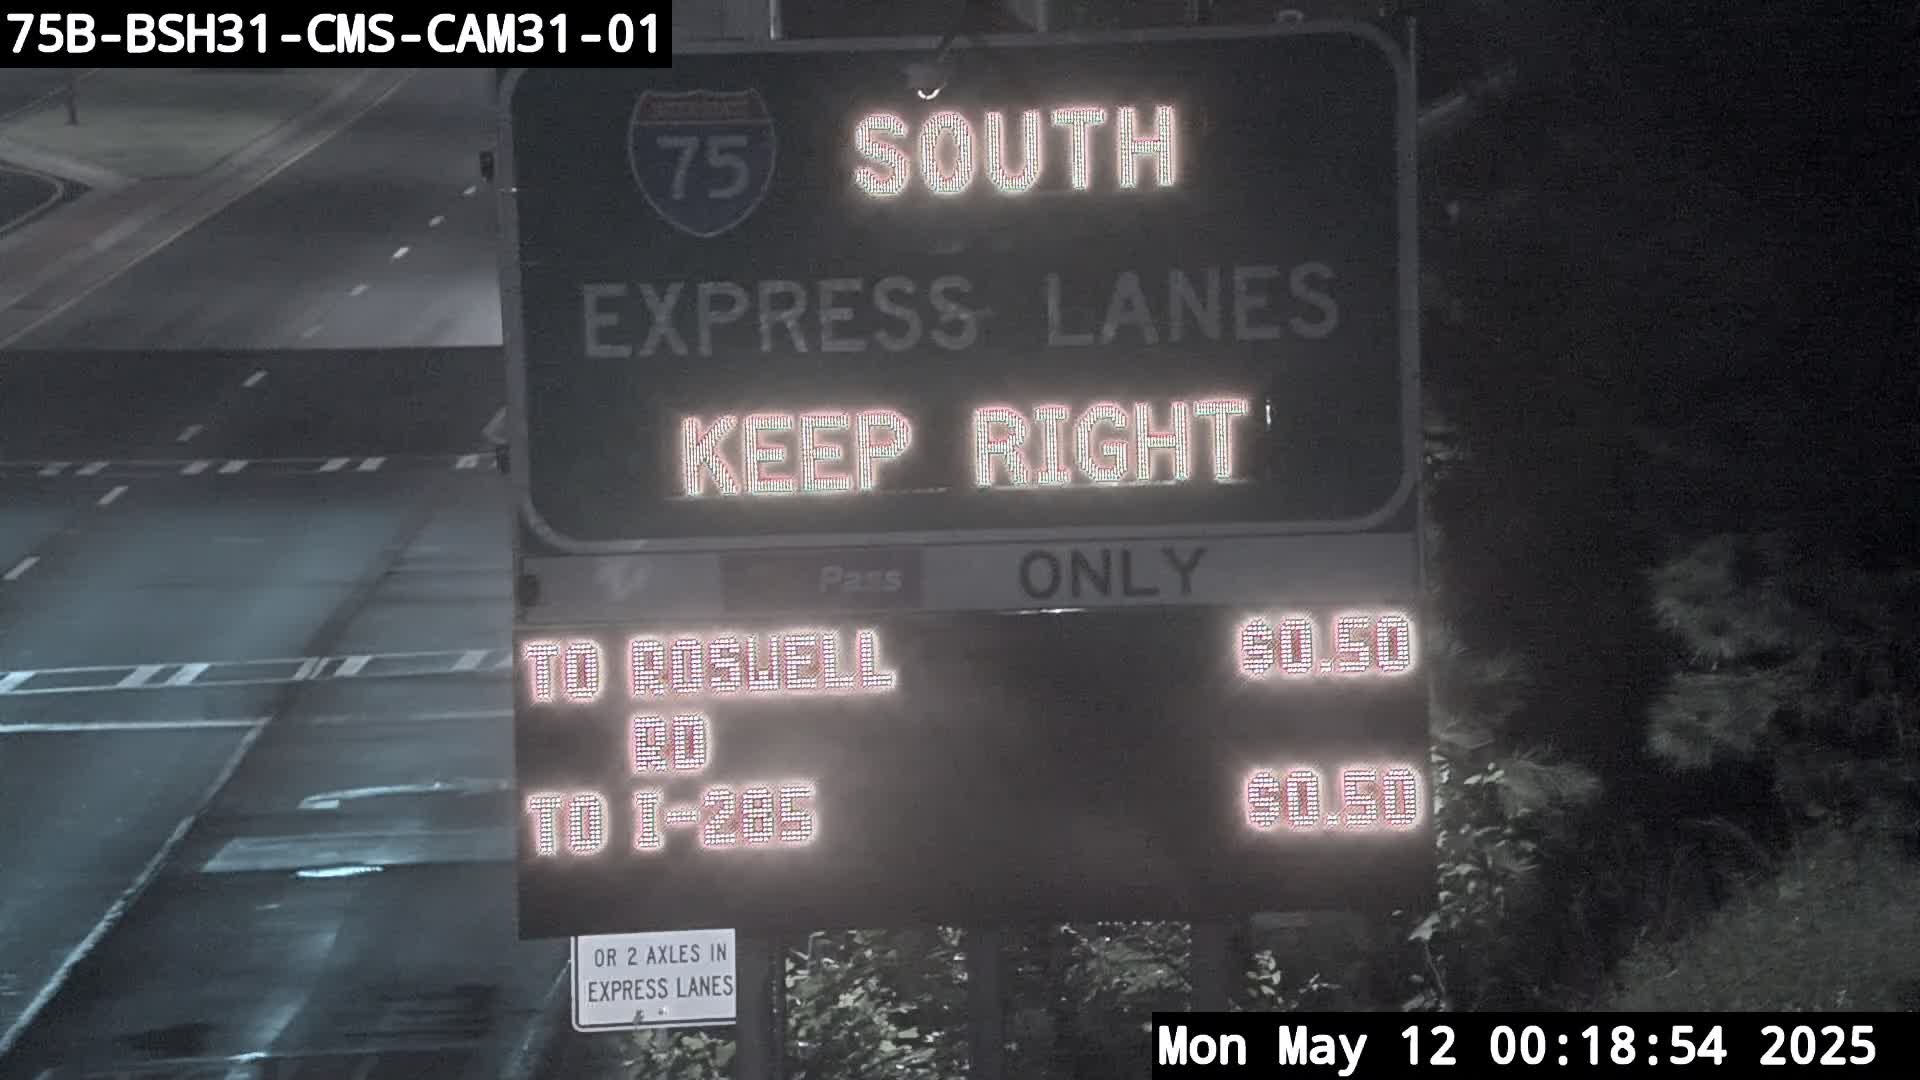 75B-BSH31-CMS-CAM31-01
75 SOUTH
EXPRESS LANES
KEEP RIGHT
Pass ONLY
TO ROSWELL $0.50
RD
TO I-285 $0.50
OR 2 AXLES IN
EXPRESS LANES
Mon May 12 00:18:54 2025